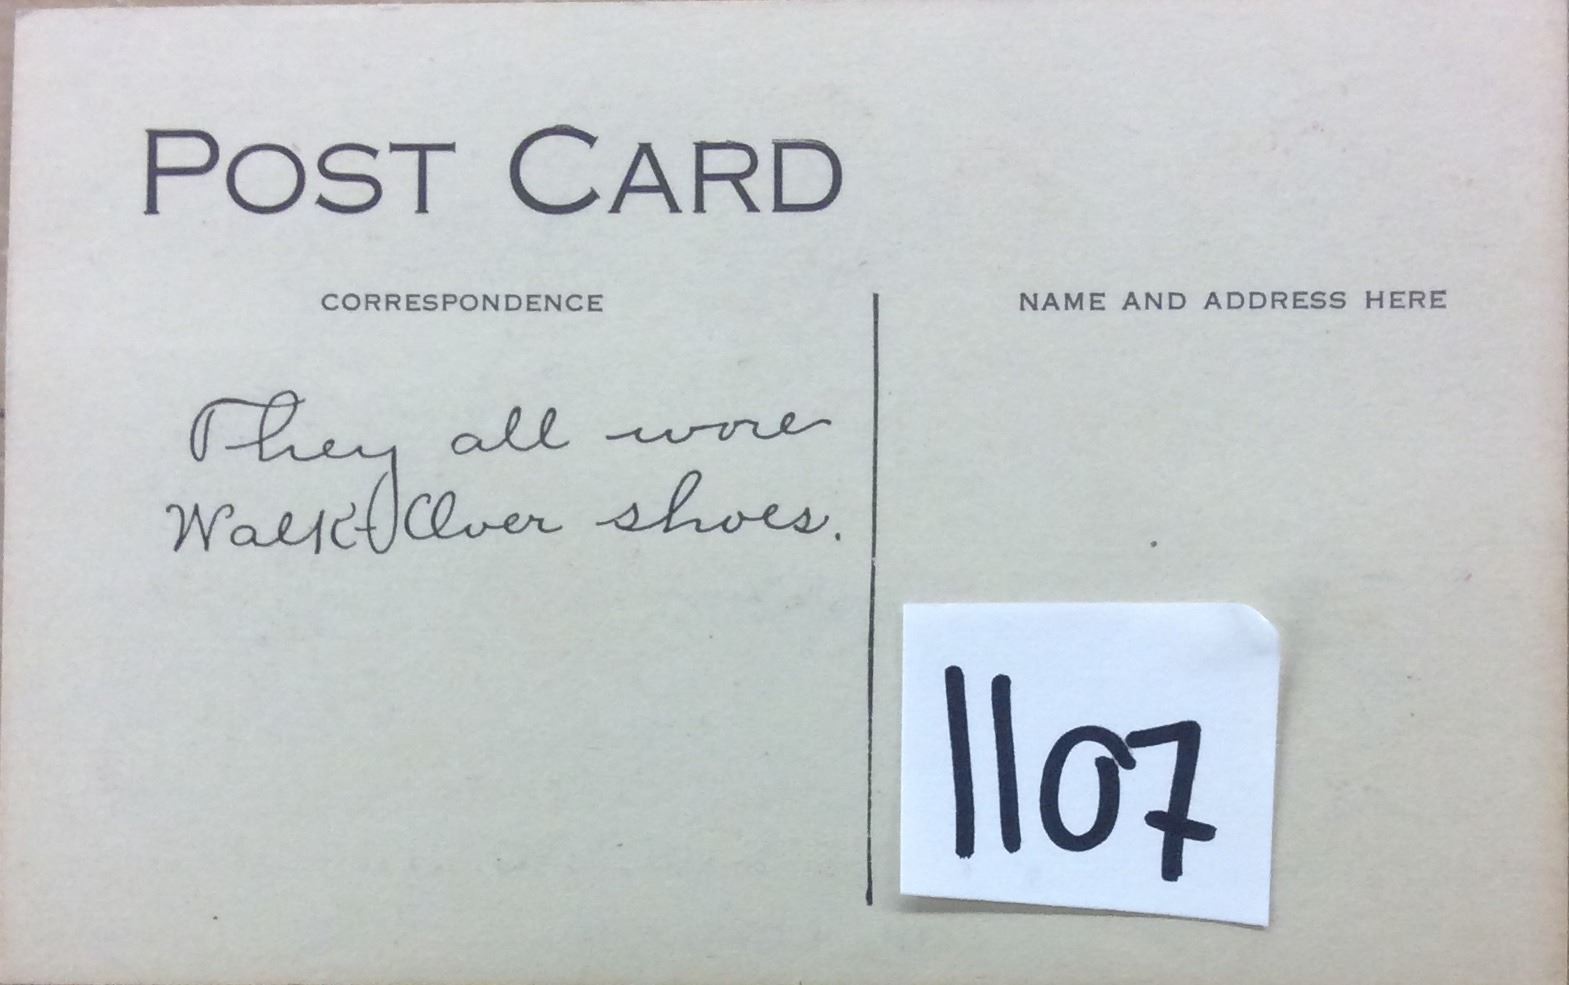 POST CARD
CORRESPONDENCE
NAME AND ADDRESS HERE
They all wore
Walk-Over shoes.
1107